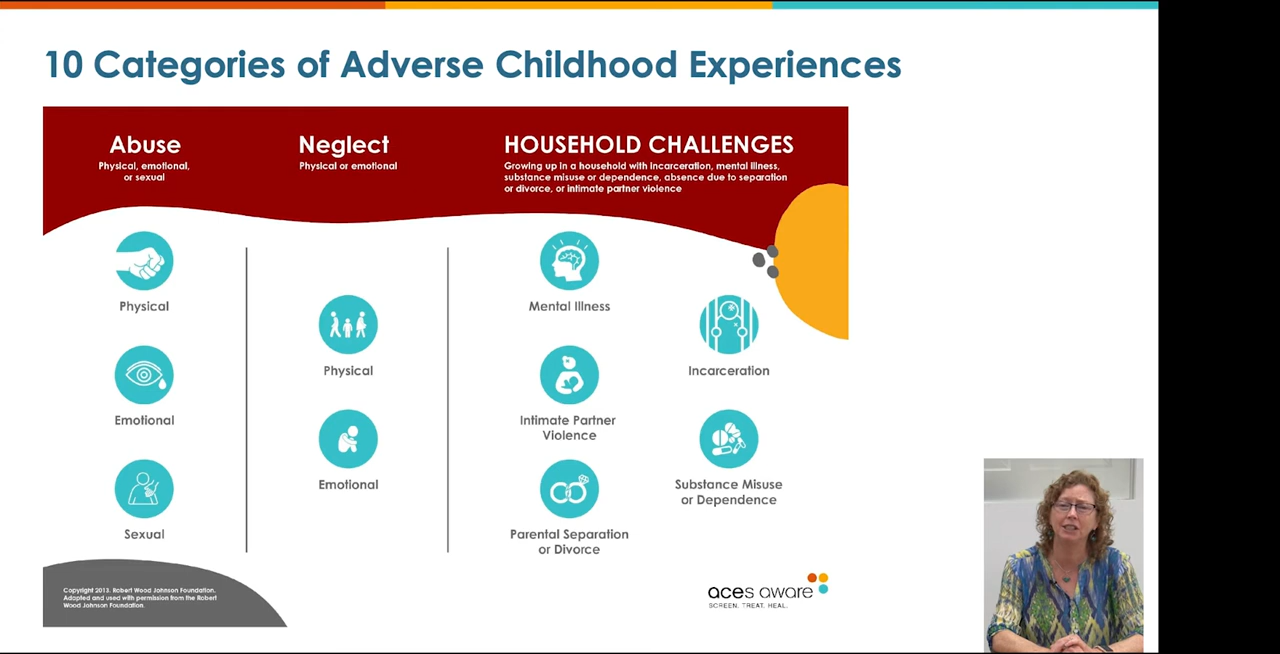 10 Categories of Adverse Childhood Experiences
Abuse
Physical, emotional,
or sexual
Neglect
Physical or emotional
HOUSEHOLD CHALLENGES
Growing up in a household with incarceration, mental illness,
substance misuse or dependence, absence due to separation
or divorce, or intimate partner violence
Physical
Emotional
Sexual
Physical
Emotional
Mental Illness
Intimate Partner
Violence
Parental Separation
or Divorce
Incarceration
Substance Misuse
or Dependence
Copyright 2013. Robert Wood Johnson Foundation.
Adapted and used with permission from the Robert
Wood Johnson Foundation.
aces aware
SCREEN. TREAT. HEAL.